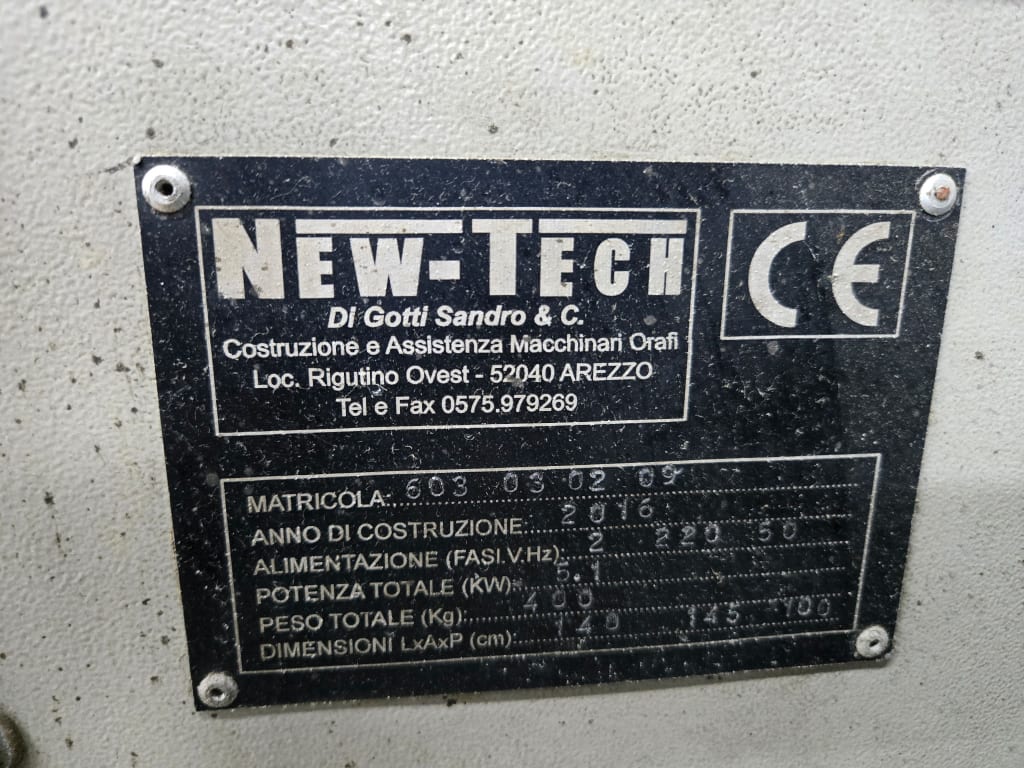 NEW-TECH
Di Gotti Sandro & C.
Costruzione e Assistenza Macchinari Orafi
Loc. Rigutino Ovest - 52040 AREZZO
Tel e Fax 0575.979269
CE
MATRICOLA: 603 03 02 09
ANNO DI COSTRUZIONE 2016
ALIMENTAZIONE (FASI.V.Hz): 2 220 50
POTENZA TOTALE (KW): 5.1
PESO TOTALE (Kg) 400
DIMENSIONI LxAxP (cm): 140 145 100